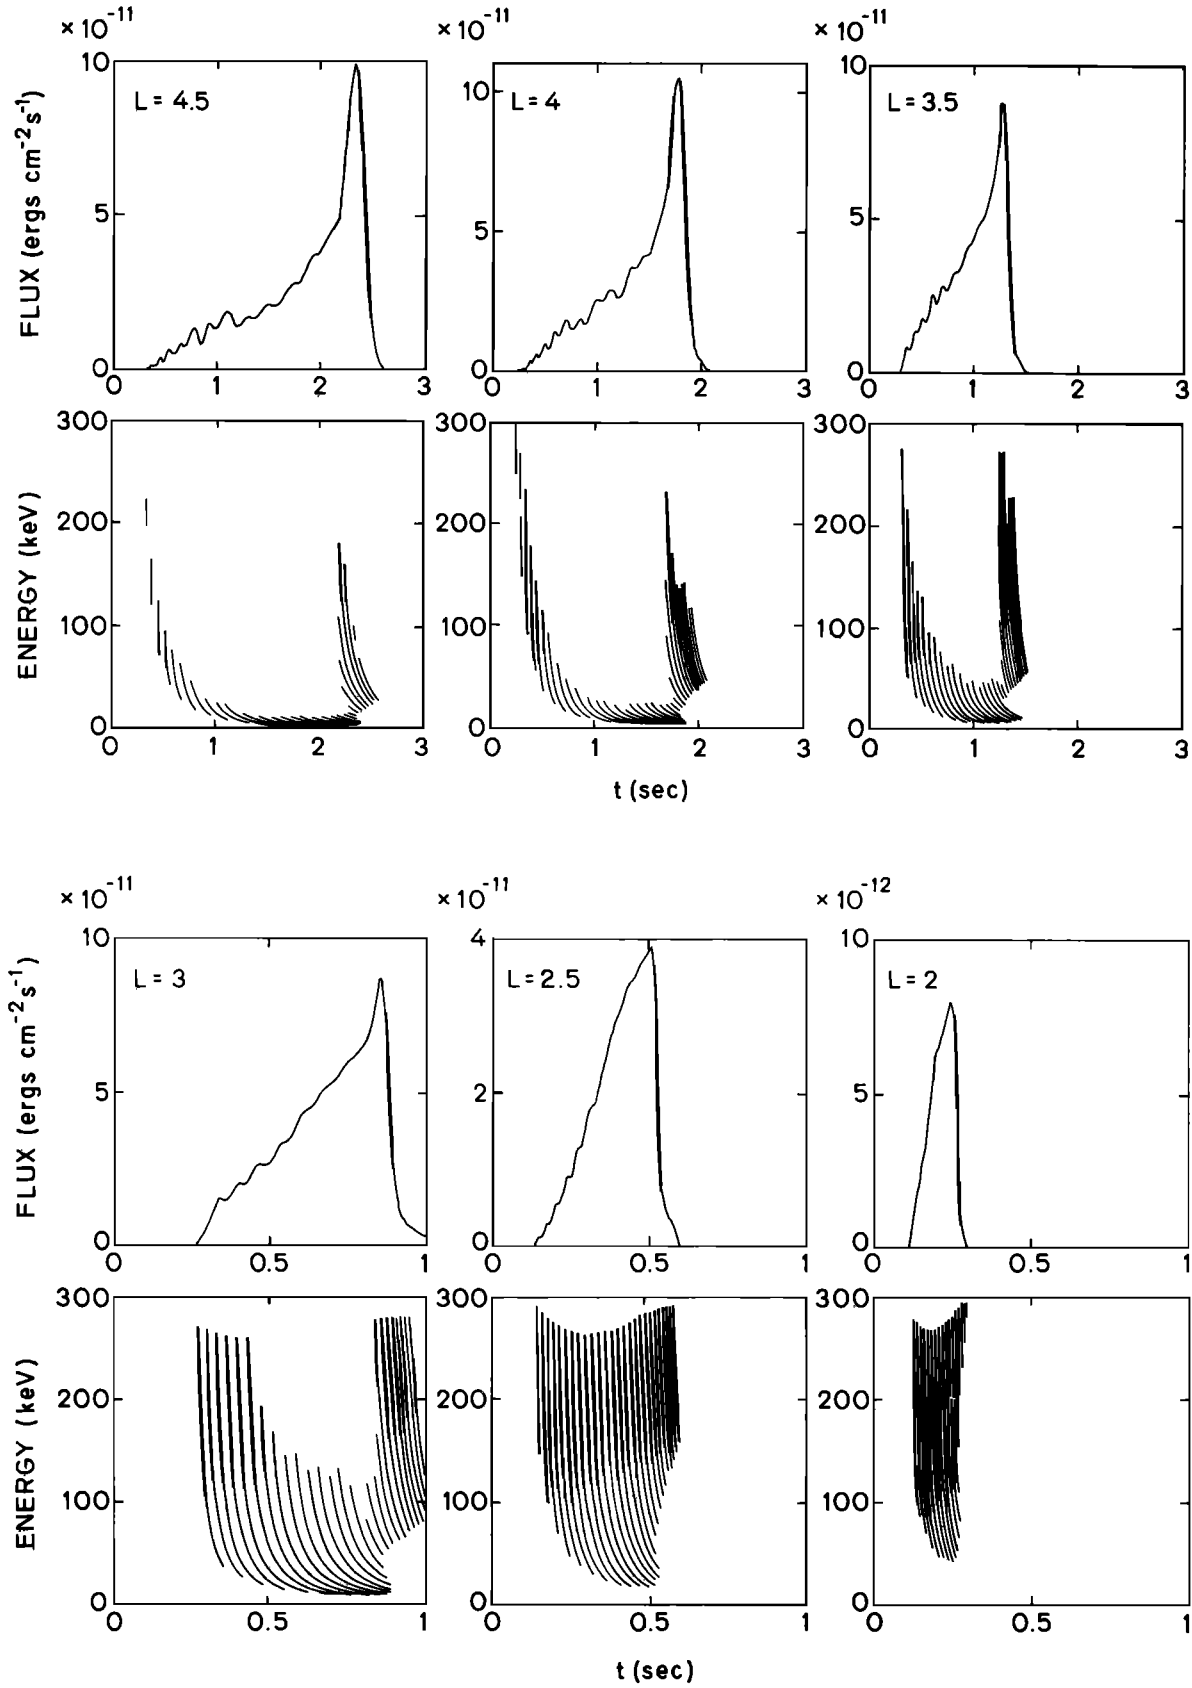 × 10⁻¹¹ × 10⁻¹¹ × 10⁻¹¹
FLUX (ergs cm⁻²s⁻¹)
10 5 0
L = 4.5
0 1 2 3
10 5 0
L = 4
0 1 2 3
10 5 0
L = 3.5
0 1 2 3
ENERGY (keV)
300 200 100 0
0 1 2 3
0 1 2 3
300 200 100 0
0 1 2 3
300 200 100 0
t (sec)
× 10⁻¹¹ × 10⁻¹¹ × 10⁻¹²
FLUX (ergs cm⁻²s⁻¹)
10 5 0
L = 3
0 0.5 1
4 2 0
L = 2.5
0 0.5 1
10 5 0
L = 2
0 0.5 1
ENERGY (keV)
300 200 100 0
0 0.5 1
300 200 100 0
0 0.5 1
300 200 100 0
0 0.5 1
t (sec)